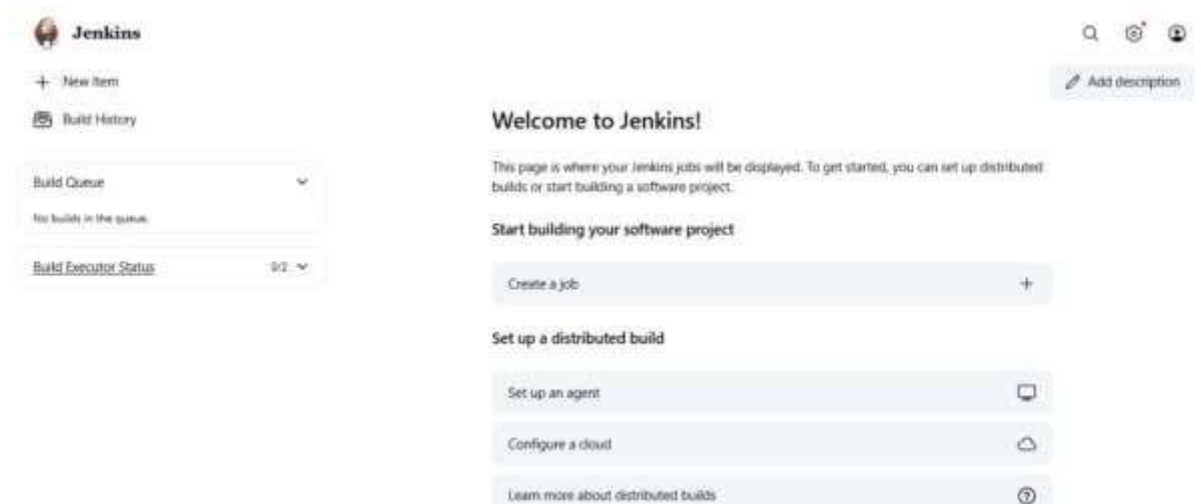 Jenkins
New Item
Add description
Build History
Build Queue
No builds in the queue.
Build Executor Status
0/2
Welcome to Jenkins!
This page is where your Jenkins jobs will be displayed. To get started, you can set up distributed
builds or start building a software project.
Start building your software project
Create a job
Set up a distributed build
Set up an agent
Configure a cloud
Learn more about distributed builds